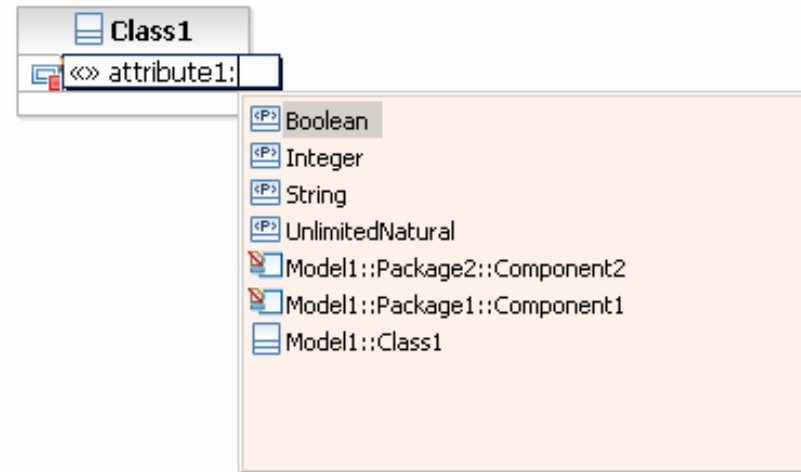 Class1
«» attribute1:
<P> Boolean
<P> Integer
<P> String
<P> UnlimitedNatural
Model1::Package2::Component2
Model1::Package1::Component1
Model1::Class1